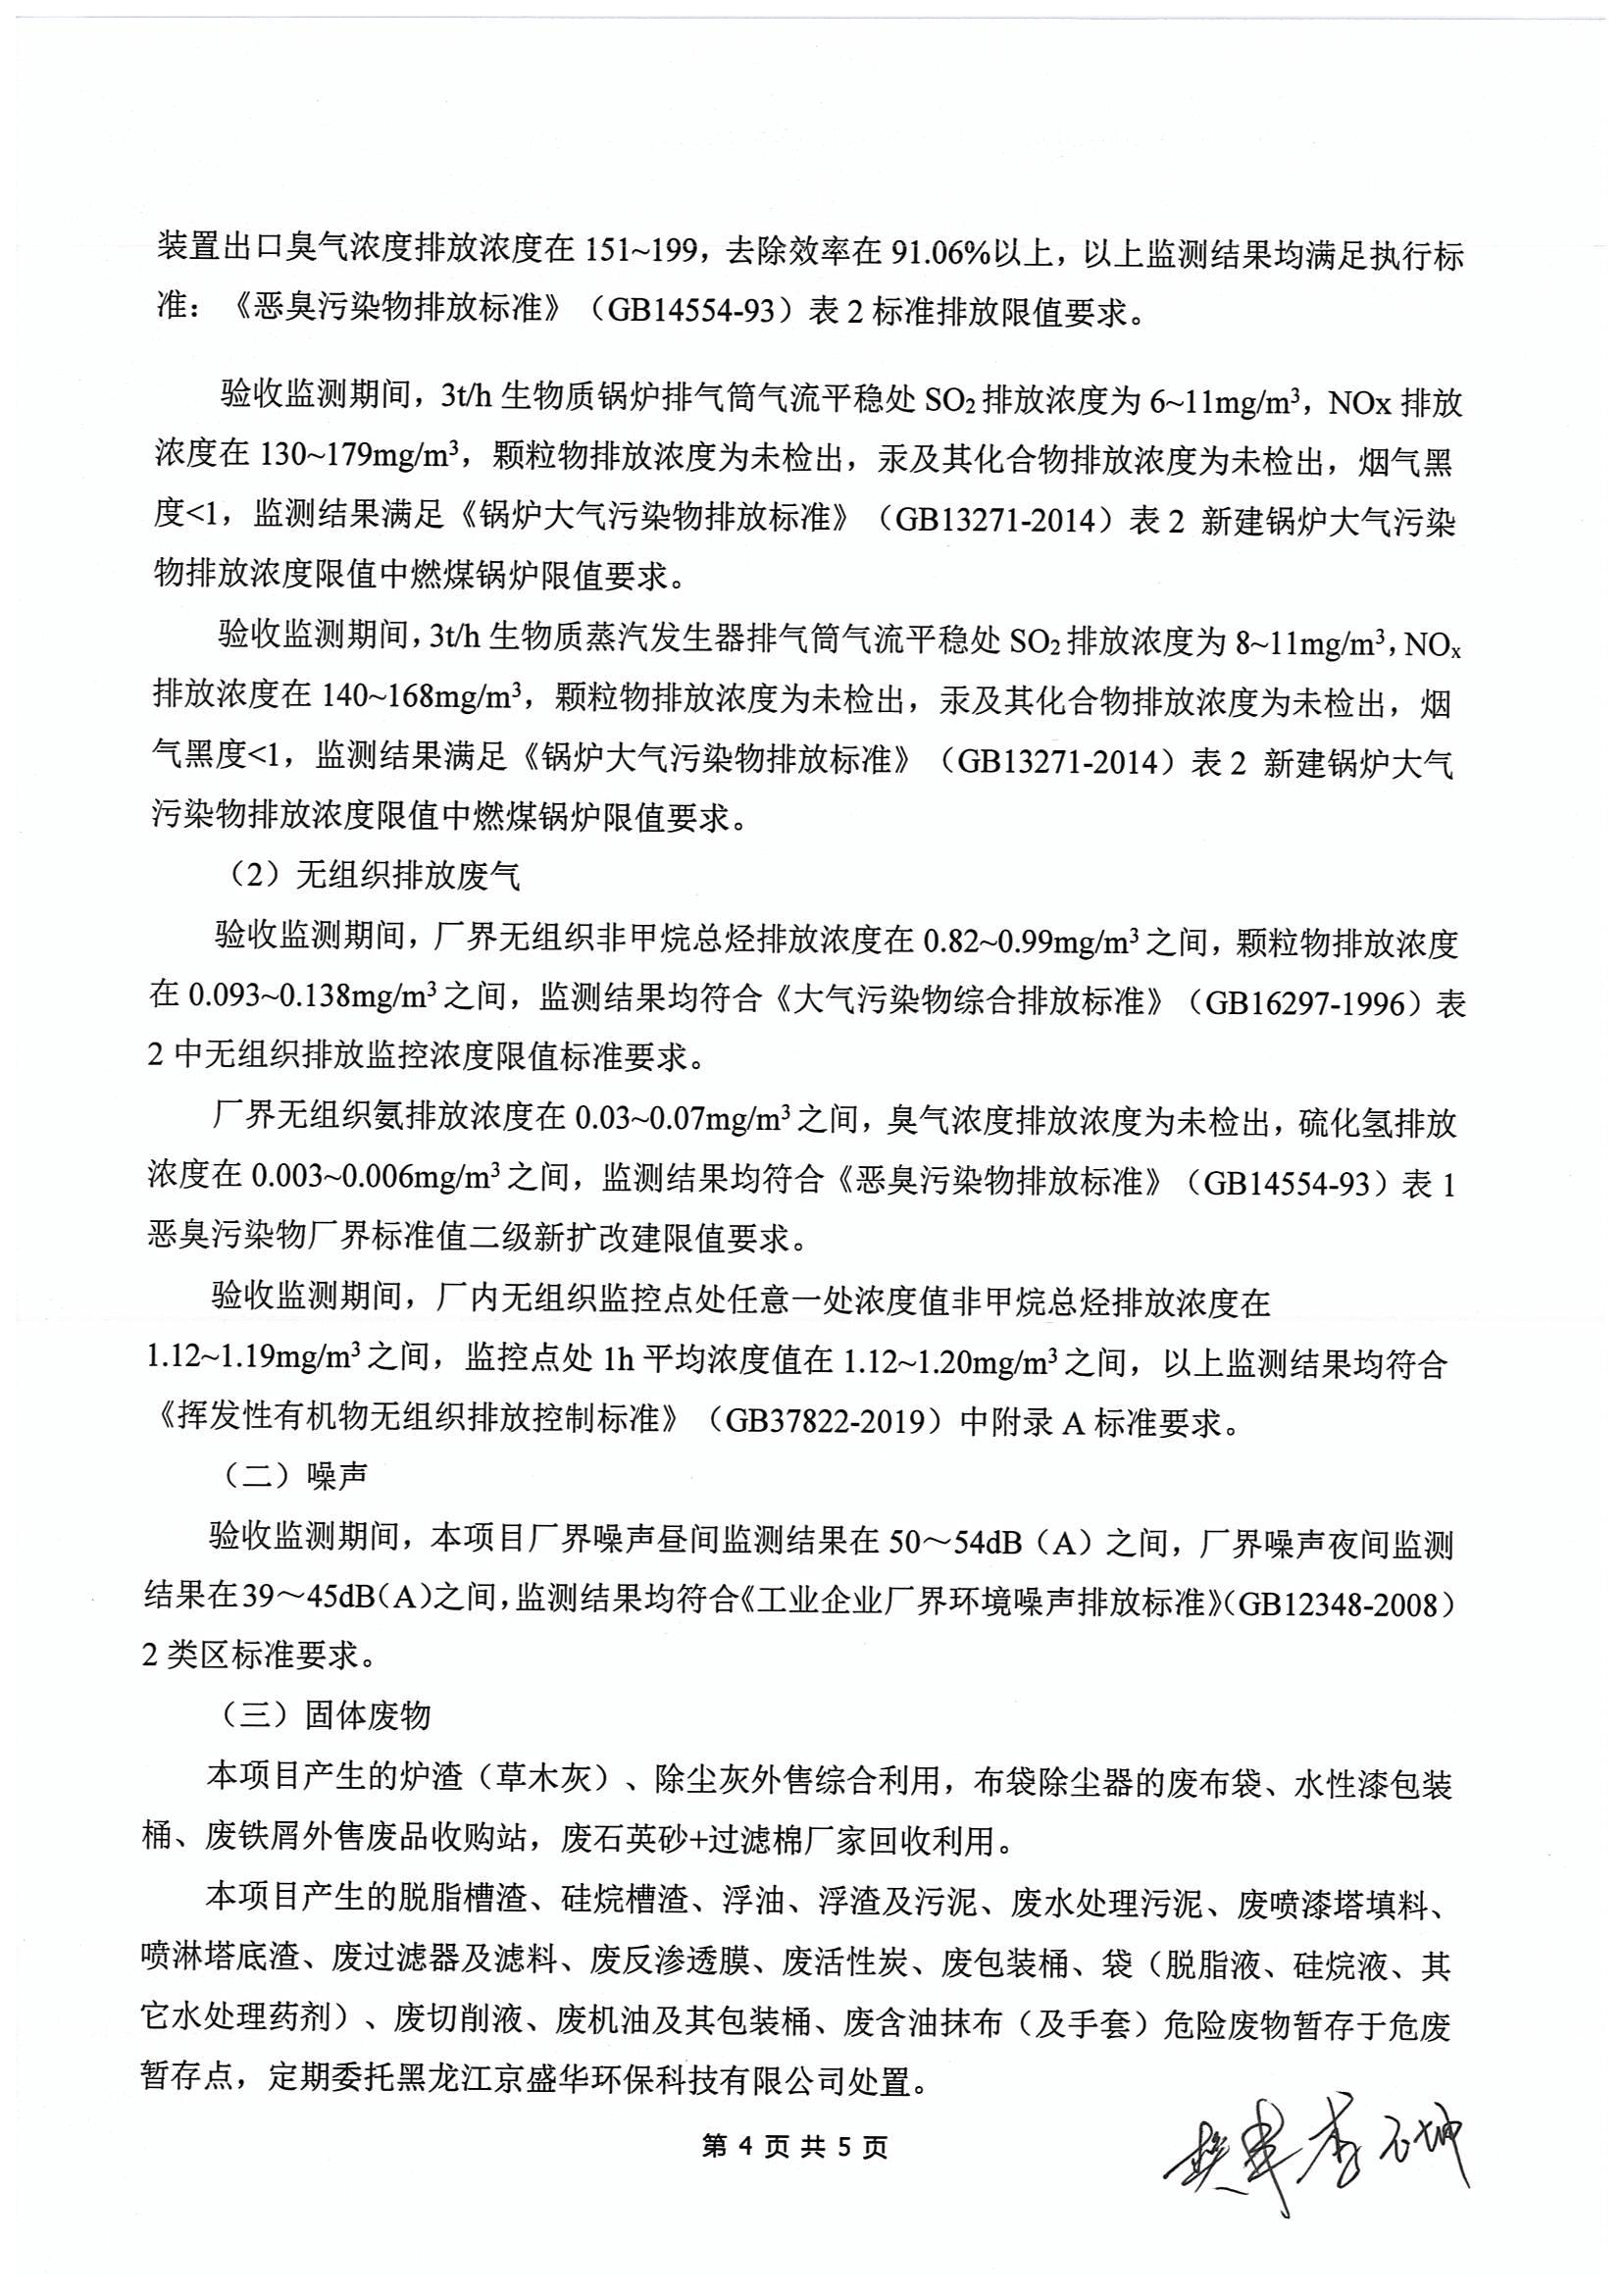 装置出口臭气浓度排放浓度在 151~199，去除效率在 91.06%以上，以上监测结果均满足执行标
准：《恶臭污染物排放标准》（GB14554-93）表 2 标准排放限值要求。
验收监测期间，3t/h 生物质锅炉排气筒气流平稳处 SO₂ 排放浓度为 6~11mg/m³，NOx 排放
浓度在 130~179mg/m³，颗粒物排放浓度为未检出，汞及其化合物排放浓度为未检出，烟气黑
度<1，监测结果满足《锅炉大气污染物排放标准》（GB13271-2014）表 2 新建锅炉大气污染
物排放浓度限值中燃煤锅炉限值要求。
验收监测期间，3t/h 生物质蒸汽发生器排气筒气流平稳处 SO₂ 排放浓度为 8~11mg/m³，NOₓ
排放浓度在 140~168mg/m³，颗粒物排放浓度为未检出，汞及其化合物排放浓度为未检出，烟
气黑度<1，监测结果满足《锅炉大气污染物排放标准》（GB13271-2014）表 2 新建锅炉大气
污染物排放浓度限值中燃煤锅炉限值要求。
（2）无组织排放废气
验收监测期间，厂界无组织非甲烷总烃排放浓度在 0.82~0.99mg/m³ 之间，颗粒物排放浓度
在 0.093~0.138mg/m³ 之间，监测结果均符合《大气污染物综合排放标准》（GB16297-1996）表
2 中无组织排放监控浓度限值标准要求。
厂界无组织氨排放浓度在 0.03~0.07mg/m³ 之间，臭气浓度排放浓度为未检出，硫化氢排放
浓度在 0.003~0.006mg/m³ 之间，监测结果均符合《恶臭污染物排放标准》（GB14554-93）表 1
恶臭污染物厂界标准值二级新扩改建限值要求。
验收监测期间，厂内无组织监控点处任意一处浓度值非甲烷总烃排放浓度在
1.12~1.19mg/m³ 之间，监控点处 1h 平均浓度值在 1.12~1.20mg/m³ 之间，以上监测结果均符合
《挥发性有机物无组织排放控制标准》（GB37822-2019）中附录 A 标准要求。
（二）噪声
验收监测期间，本项目厂界噪声昼间监测结果在 50～54dB（A）之间，厂界噪声夜间监测
结果在 39～45dB（A）之间，监测结果均符合《工业企业厂界环境噪声排放标准》（GB12348-2008）
2 类区标准要求。
（三）固体废物
本项目产生的炉渣（草木灰）、除尘灰外售综合利用，布袋除尘器的废布袋、水性漆包装
桶、废铁屑外售废品收购站，废石英砂+过滤棉厂家回收利用。
本项目产生的脱脂槽渣、硅烷槽渣、浮油、浮渣及污泥、废水处理污泥、废喷漆塔填料、
喷淋塔底渣、废过滤器及滤料、废反渗透膜、废活性炭、废包装桶、袋（脱脂液、硅烷液、其
它水处理药剂）、废切削液、废机油及其包装桶、废含油抹布（及手套）危险废物暂存于危废
暂存点，定期委托黑龙江京盛华环保科技有限公司处置。
第 4 页 共 5 页